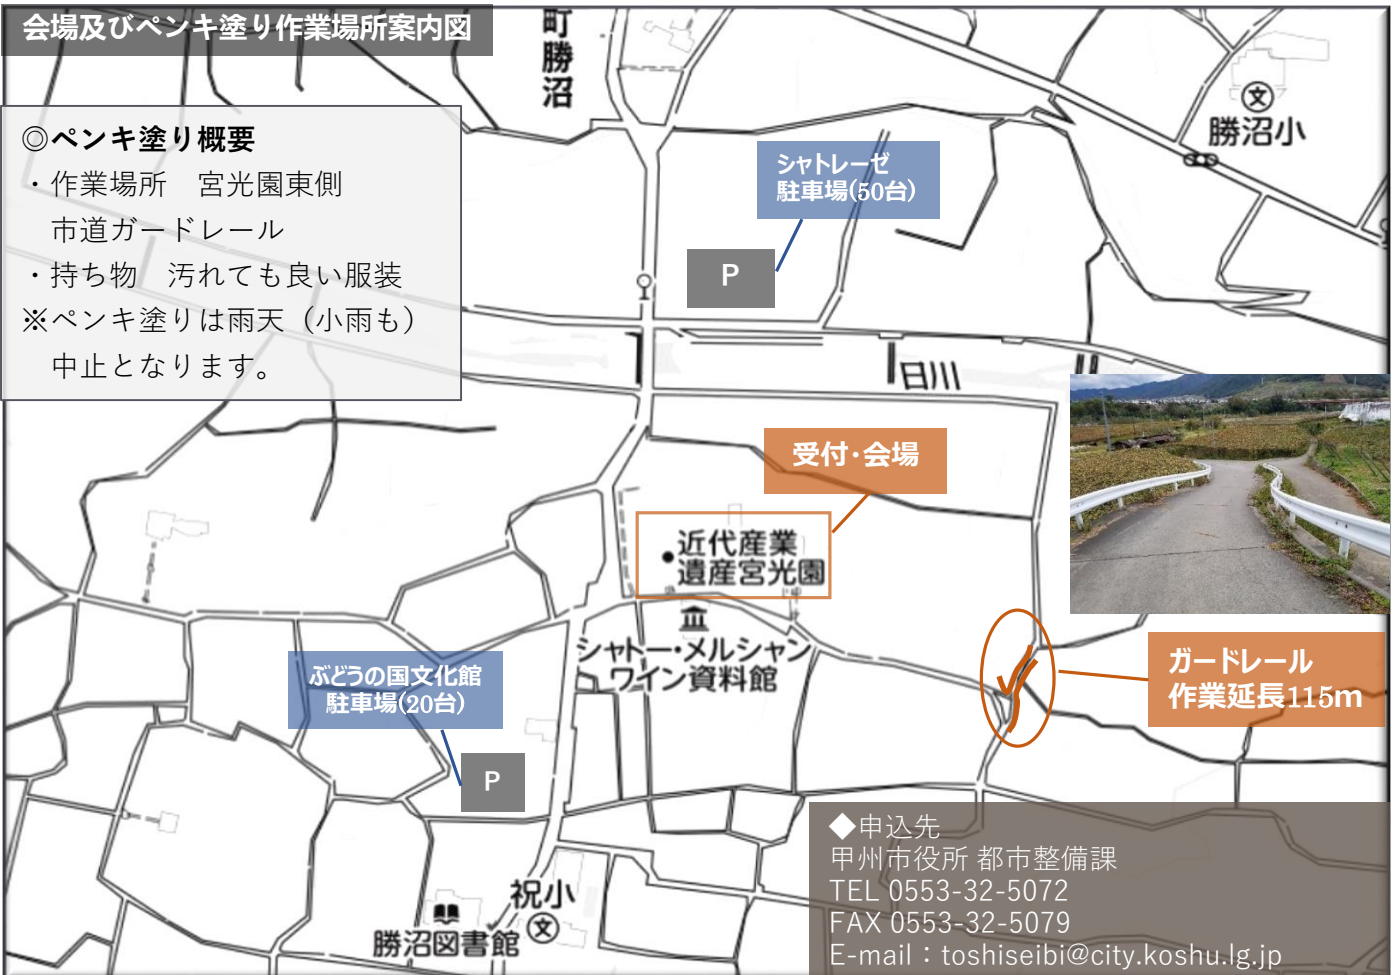 会場及びペンキ塗り作業場所案内図
町勝沼
◎ペンキ塗り概要
・作業場所　宮光園東側
市道ガードレール
・持ち物　汚れても良い服装
※ペンキ塗りは雨天（小雨も）
中止となります。
文
勝沼小
シャトレーゼ
駐車場(50台)
P
日川
受付・会場
近代産業
遺産宮光園
シャトー・メルシャン
ワイン資料館
ぶどうの国文化館
駐車場(20台)
P
ガードレール
作業延長115m
祝小
文
勝沼図書館
◆申込先
甲州市役所 都市整備課
TEL 0553-32-5072
FAX 0553-32-5079
E-mail：toshiseibi@city.koshu.lg.jp